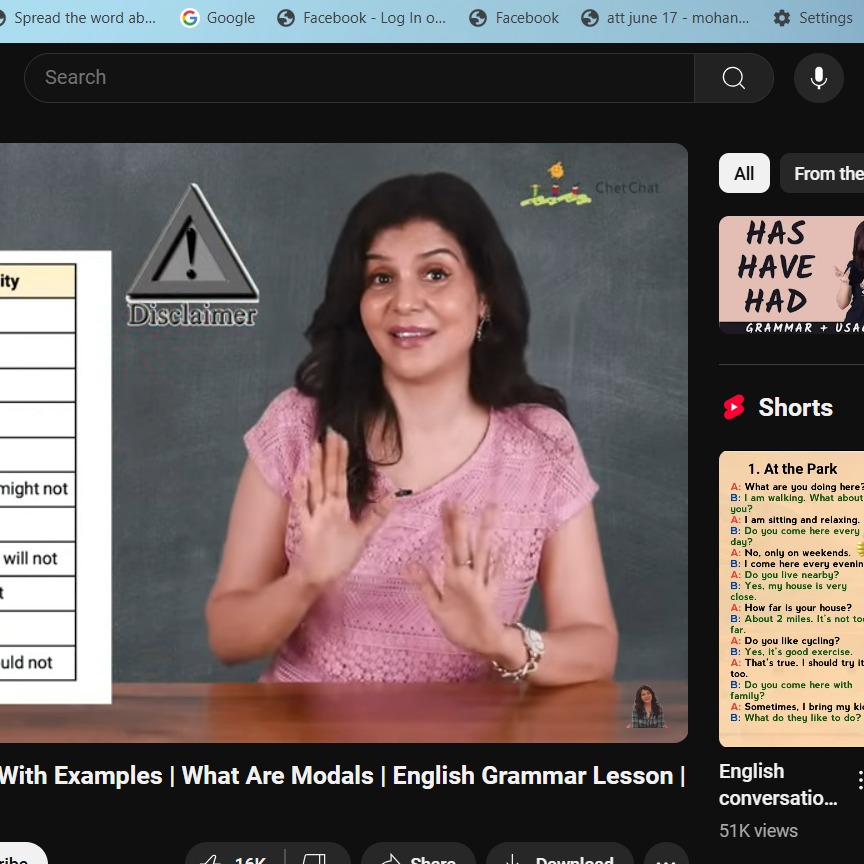 Spread the word ab...
Google
Facebook - Log In o...
Facebook
att june 17 - mohan...
Settings
Search
All
From the
ChetChat
Disclaimer
ity
might not
will not
t
uld not
HAS
HAVE
HAD
GRAMMAR + USA
Shorts
1. At the Park
A: What are you doing here?
B: I am walking. What about
you?
A: I am sitting and relaxing.
B: Do you come here every
day?
A: No, only on weekends.
B: I come here every evenin
A: Do you live nearby?
B: Yes, my house is very
close.
A: How far is your house?
B: About 2 miles. It's not too
far.
A: Do you like cycling?
B: Yes, it's good exercise.
A: That's true. I should try it
too.
B: Do you come here with
family?
A: Sometimes, I bring my kid
B: What do they like to do?
With Examples | What Are Modals | English Grammar Lesson |
English
conversatio...
51K views
ribe
16K
Share
Download